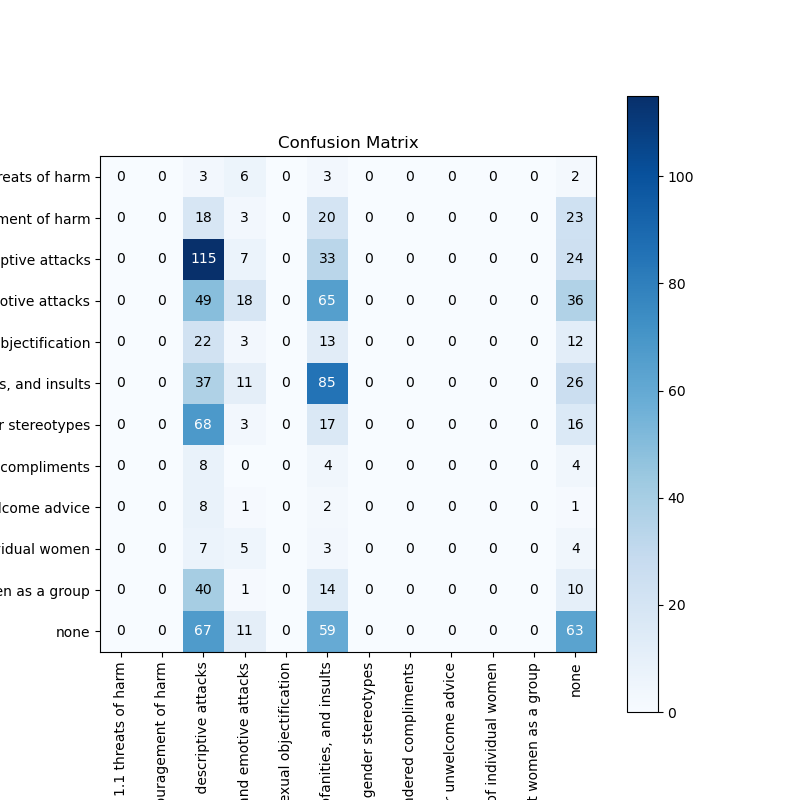 Confusion Matrix
reats of harm 0 0 3 6 0 3 0 0 0 0 0 2
ment of harm 0 0 18 3 0 20 0 0 0 0 0 23
ptive attacks 0 0 115 7 0 33 0 0 0 0 0 24
otive attacks 0 0 49 18 0 65 0 0 0 0 0 36
bjectification 0 0 22 3 0 13 0 0 0 0 0 12
s, and insults 0 0 37 11 0 85 0 0 0 0 0 26
r stereotypes 0 0 68 3 0 17 0 0 0 0 0 16
compliments 0 0 8 0 0 4 0 0 0 0 0 4
lcome advice 0 0 8 1 0 2 0 0 0 0 0 1
vidual women 0 0 7 5 0 3 0 0 0 0 0 4
en as a group 0 0 40 1 0 14 0 0 0 0 0 10
none 0 0 67 11 0 59 0 0 0 0 0 63
1.1 threats of harm
ouragement of harm
descriptive attacks
and emotive attacks
exual objectification
ofanities, and insults
gender stereotypes
ndered compliments
r unwelcome advice
of individual women
t women as a group
none
100
80
60
40
20
0